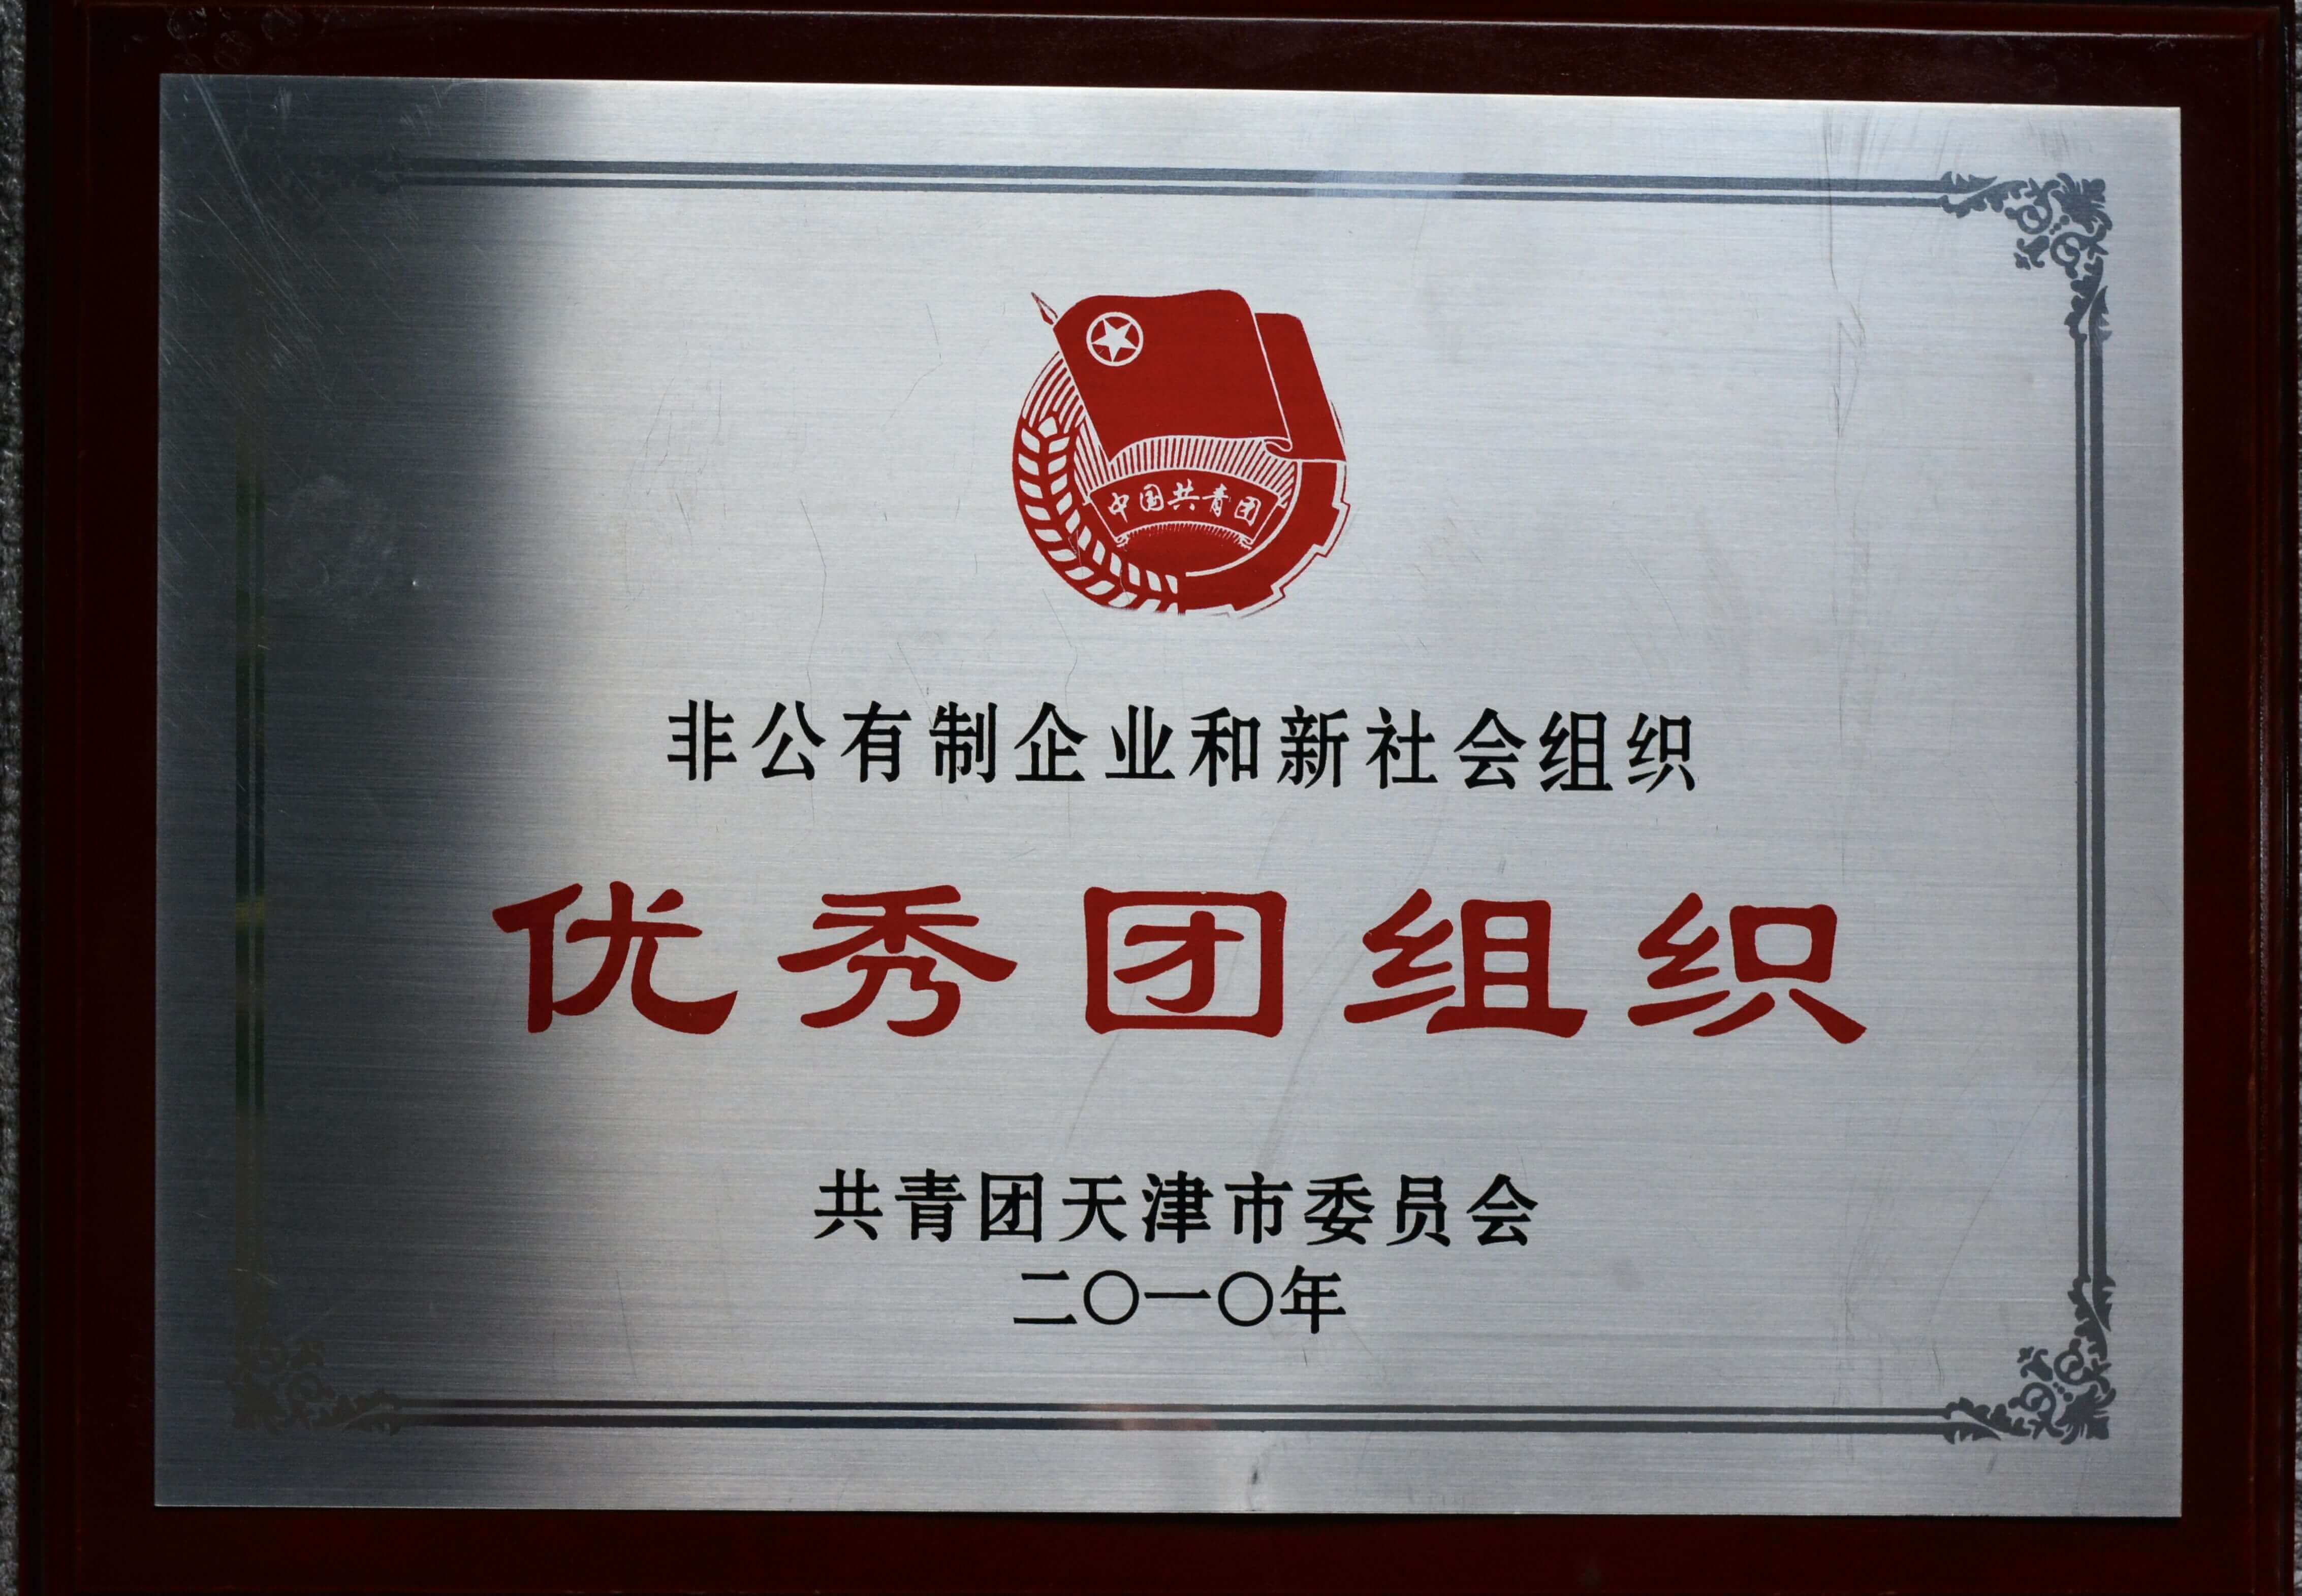 中国共青团
非公有制企业和新社会组织
优秀团组织
共青团天津市委员会
二〇一〇年